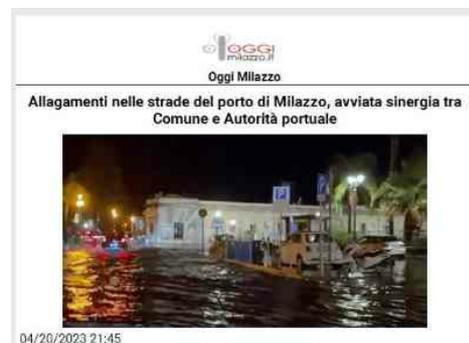 OGGI
milazzo.it
Oggi Milazzo
Allagamenti nelle strade del porto di Milazzo, avviata sinergia tra
Comune e Autorità portuale
P
P
04/20/2023 21:45